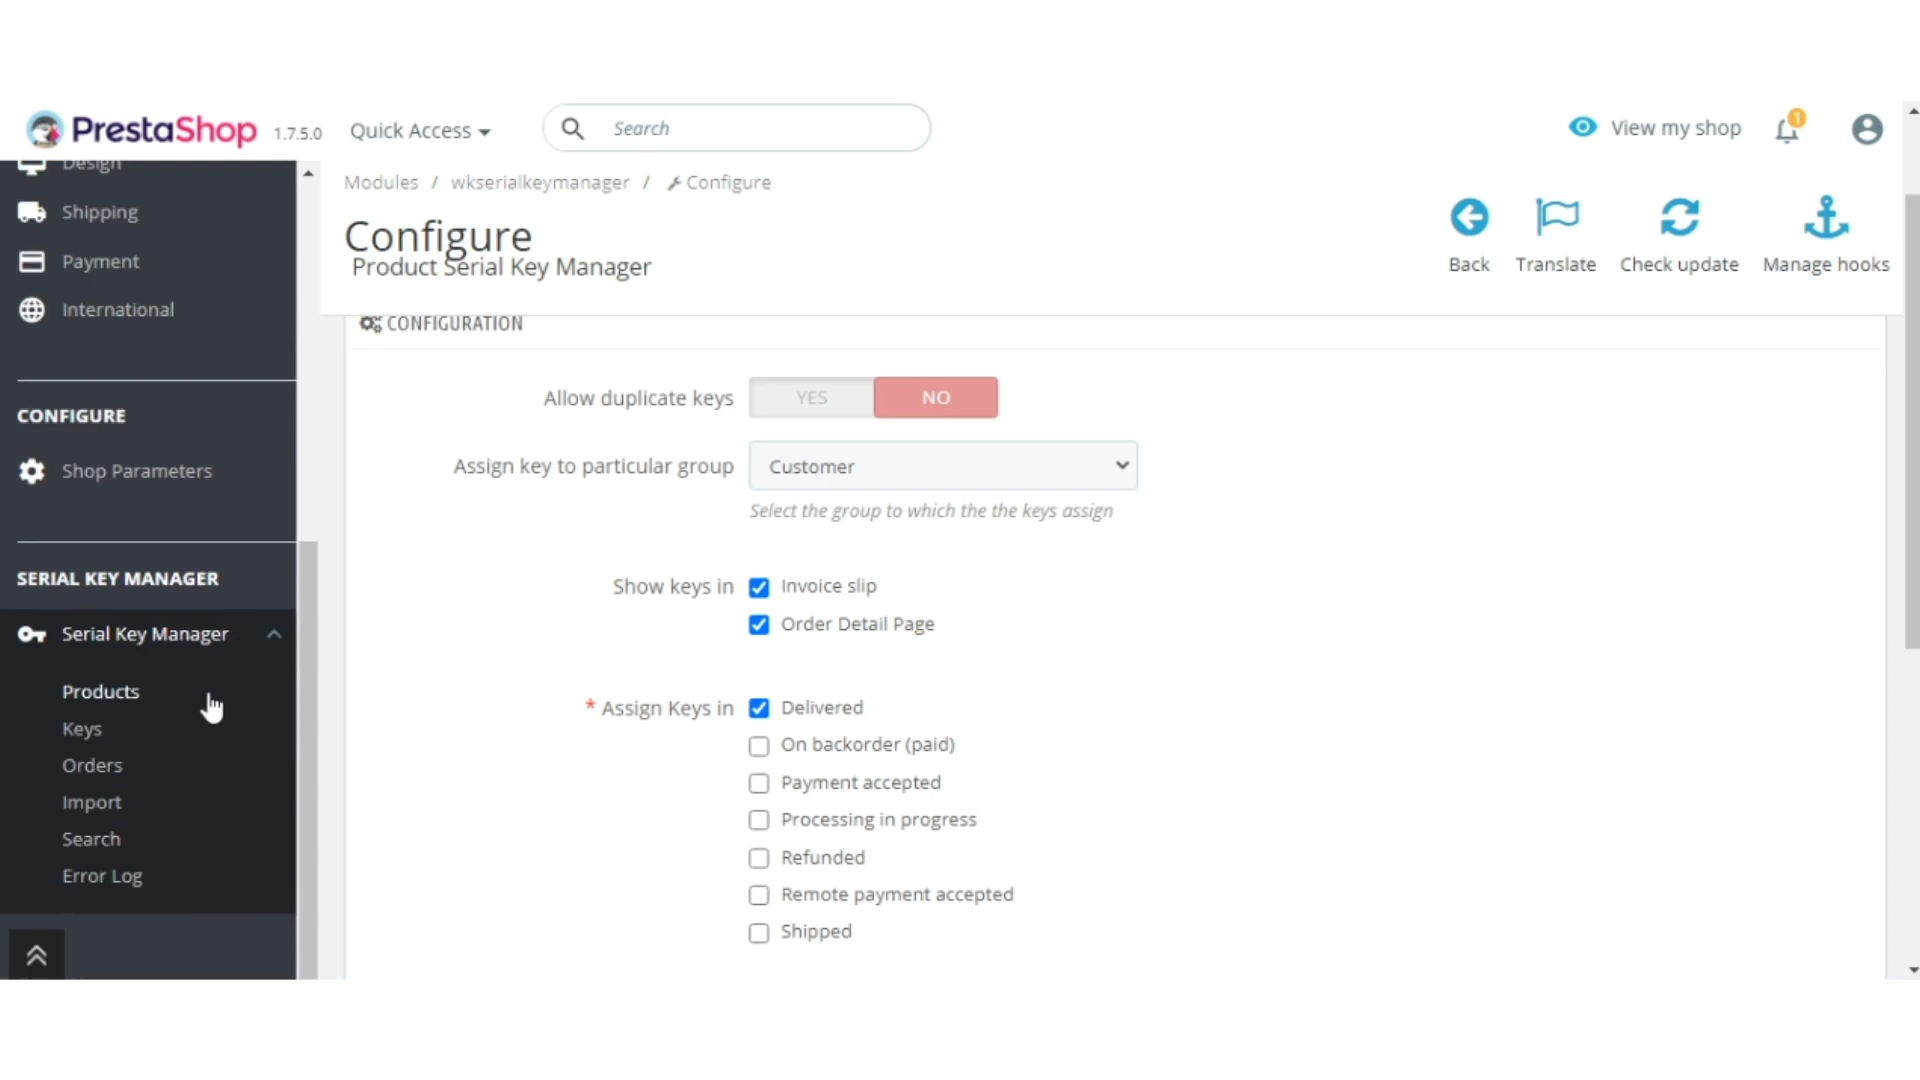 PrestaShop 1.7.5.0 Quick Access Search View my shop 1
Design
Shipping
Payment
International
CONFIGURE
Shop Parameters
SERIAL KEY MANAGER
Serial Key Manager
Products
Keys
Orders
Import
Search
Error Log
Modules / wkserialkeymanager / Configure
Configure
Product Serial Key Manager
Back Translate Check update Manage hooks
CONFIGURATION
Allow duplicate keys YES NO
Assign key to particular group Customer
Select the group to which the the keys assign
Show keys in Invoice slip
Order Detail Page
* Assign Keys in Delivered
On backorder (paid)
Payment accepted
Processing in progress
Refunded
Remote payment accepted
Shipped